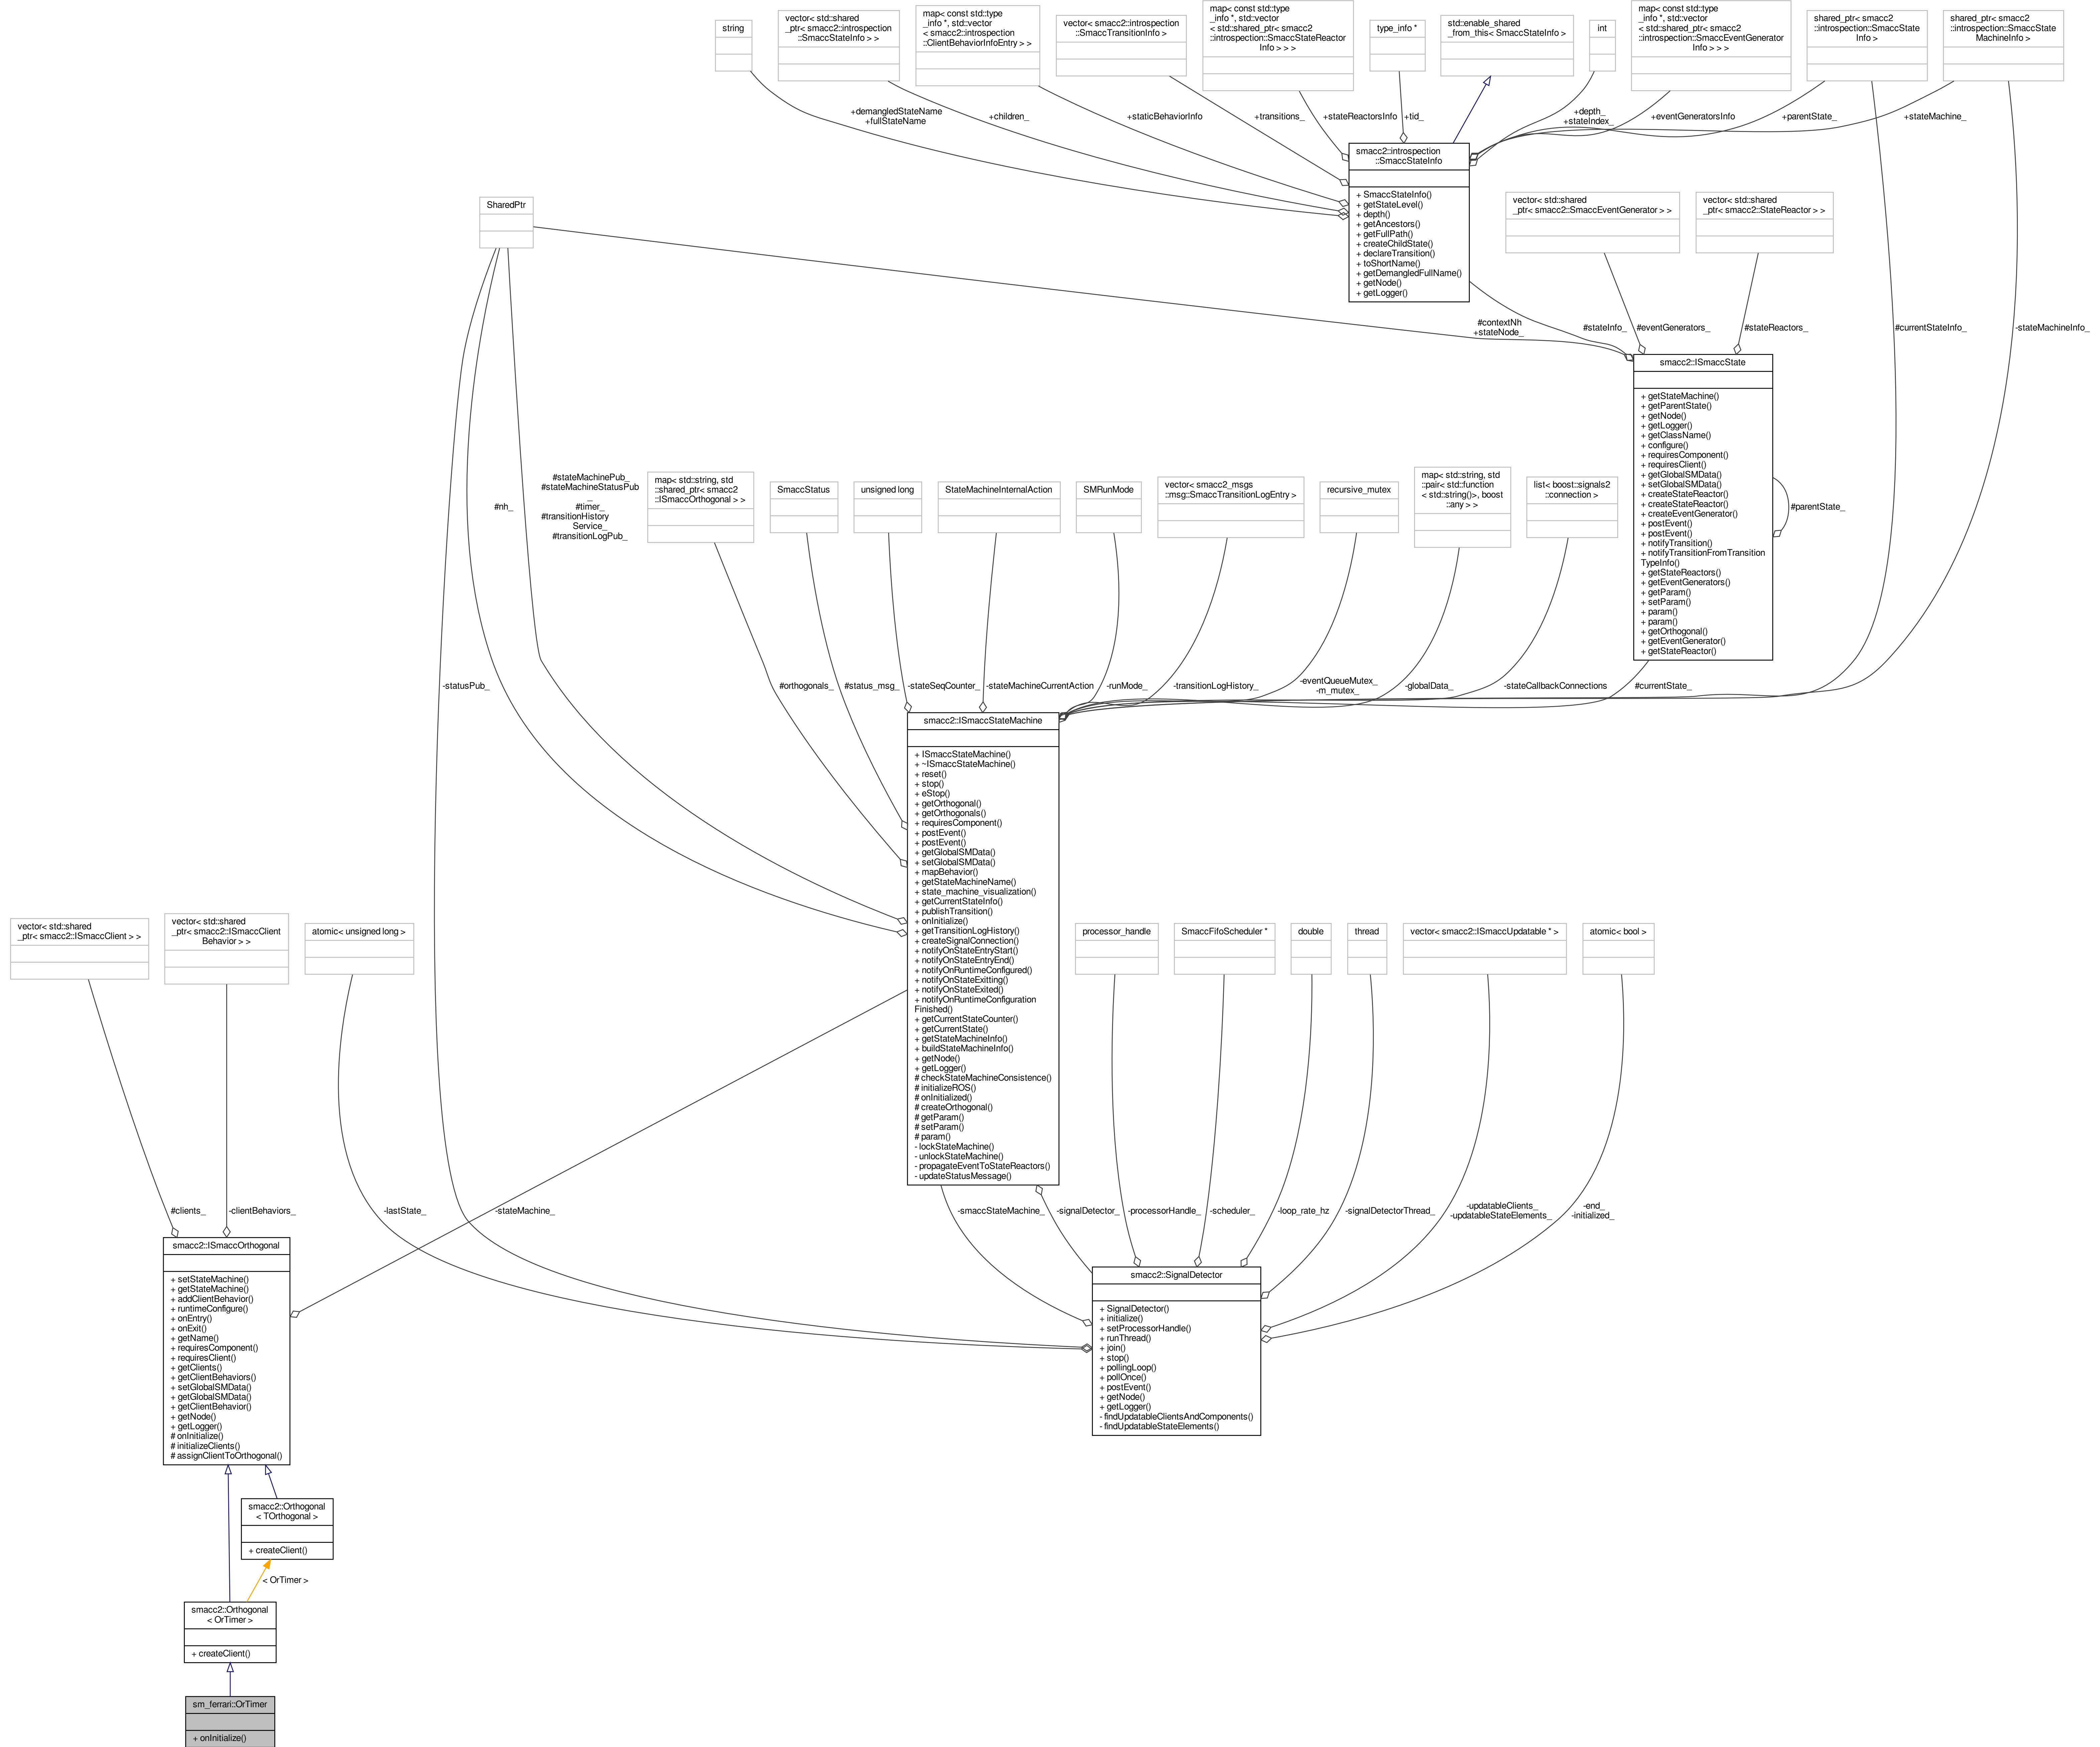 string
vector< std::shared
_ptr< smacc2::introspection
::SmaccStateInfo > >
map< const std::type
_info *, std::vector
< smacc2::introspection
::ClientBehaviorInfoEntry > >
vector< smacc2::introspection
::SmaccTransitionInfo >
map< const std::type
_info *, std::vector
< std::shared_ptr< smacc2
::introspection::SmaccStateReactor
Info > > >
type_info *
std::enable_shared
_from_this< SmaccStateInfo >
int
map< const std::type
_info *, std::vector
< std::shared_ptr< smacc2
::introspection::SmaccEventGenerator
Info > > >
shared_ptr< smacc2
::introspection::SmaccState
Info >
shared_ptr< smacc2
::introspection::SmaccState
MachineInfo >
+demangledStateName
+fullStateName
+children_
+staticBehaviorInfo
+transitions_
+stateReactorsInfo
+tid_
+depth_
+stateIndex_
+eventGeneratorsInfo
+parentState_
+stateMachine_
smacc2::introspection
::SmaccStateInfo
+ SmaccStateInfo()
+ getStateLevel()
+ depth()
+ getAncestors()
+ getFullPath()
+ createChildState()
+ declareTransition()
+ toShortName()
+ getDemangledFullName()
+ getNode()
+ getLogger()
SharedPtr
vector< std::shared
_ptr< smacc2::SmaccEventGenerator > >
vector< std::shared
_ptr< smacc2::StateReactor > >
#contextNh
+stateNode_
#stateInfo_
#eventGenerators_
#stateReactors_
#currentStateInfo_
-stateMachineInfo_
smacc2::ISmaccState
+ getStateMachine()
+ getParentState()
+ getNode()
+ getLogger()
+ getClassName()
+ configure()
+ requiresComponent()
+ requiresClient()
+ getGlobalSMData()
+ setGlobalSMData()
+ createStateReactor()
+ createStateReactor()
+ createEventGenerator()
+ postEvent()
+ postEvent()
+ notifyTransition()
+ notifyTransitionFromTransition
TypeInfo()
+ getStateReactors()
+ getEventGenerators()
+ getParam()
+ setParam()
+ param()
+ param()
+ getOrthogonal()
+ getEventGenerator()
+ getStateReactor()
#parentState_
#nh_
#stateMachinePub_
#stateMachineStatusPub
_
#timer_
#transitionHistory
Service_
#transitionLogPub_
map< std::string, std
::shared_ptr< smacc2
::ISmaccOrthogonal > >
SmaccStatus
unsigned long
StateMachineInternalAction
SMRunMode
vector< smacc2_msgs
::msg::SmaccTransitionLogEntry >
recursive_mutex
map< std::string, std
::pair< std::function
< std::string()>, boost
::any > >
list< boost::signals2
::connection >
-statusPub_
#orthogonals_
#status_msg_
-stateSeqCounter_
-stateMachineCurrentAction
-runMode_
-transitionLogHistory_
-eventQueueMutex_
-m_mutex_
-globalData_
-stateCallbackConnections
#currentState_
smacc2::ISmaccStateMachine
+ ISmaccStateMachine()
+ ~ISmaccStateMachine()
+ reset()
+ stop()
+ eStop()
+ getOrthogonal()
+ getOrthogonals()
+ requiresComponent()
+ postEvent()
+ postEvent()
+ getGlobalSMData()
+ setGlobalSMData()
+ mapBehavior()
+ getStateMachineName()
+ state_machine_visualization()
+ getCurrentStateInfo()
+ publishTransition()
+ onInitialize()
+ getTransitionLogHistory()
+ createSignalConnection()
+ notifyOnStateEntryStart()
+ notifyOnStateEntryEnd()
+ notifyOnRuntimeConfigured()
+ notifyOnStateExitting()
+ notifyOnStateExited()
+ notifyOnRuntimeConfiguration
Finished()
+ getCurrentStateCounter()
+ getCurrentState()
+ getStateMachineInfo()
+ buildStateMachineInfo()
+ getNode()
+ getLogger()
# checkStateMachineConsistence()
# initializeROS()
# onInitialized()
# createOrthogonal()
# getParam()
# setParam()
# param()
- lockStateMachine()
- unlockStateMachine()
- propagateEventToStateReactors()
- updateStatusMessage()
vector< std::shared
_ptr< smacc2::ISmaccClient > >
vector< std::shared
_ptr< smacc2::ISmaccClient
Behavior > >
atomic< unsigned long >
processor_handle
SmaccFifoScheduler *
double
thread
vector< smacc2::ISmaccUpdatable * >
atomic< bool >
#clients_
-clientBehaviors_
-lastState_
-stateMachine_
-smaccStateMachine_
-signalDetector_
-processorHandle_
-scheduler_
-loop_rate_hz
-signalDetectorThread_
-updatableClients_
-updatableStateElements_
-end_
-initialized_
smacc2::ISmaccOrthogonal
+ setStateMachine()
+ getStateMachine()
+ addClientBehavior()
+ runtimeConfigure()
+ onEntry()
+ onExit()
+ getName()
+ requiresComponent()
+ requiresClient()
+ getClients()
+ getClientBehaviors()
+ setGlobalSMData()
+ getGlobalSMData()
+ getClientBehavior()
+ getNode()
+ getLogger()
# onInitialize()
# initializeClients()
# assignClientToOrthogonal()
smacc2::SignalDetector
+ SignalDetector()
+ initialize()
+ setProcessorHandle()
+ runThread()
+ join()
+ stop()
+ pollingLoop()
+ pollOnce()
+ postEvent()
+ getNode()
+ getLogger()
- findUpdatableClientsAndComponents()
- findUpdatableStateElements()
smacc2::Orthogonal
< TOrthogonal >
+ createClient()
< OrTimer >
smacc2::Orthogonal
< OrTimer >
+ createClient()
sm_ferrari::OrTimer
+ onInitialize()